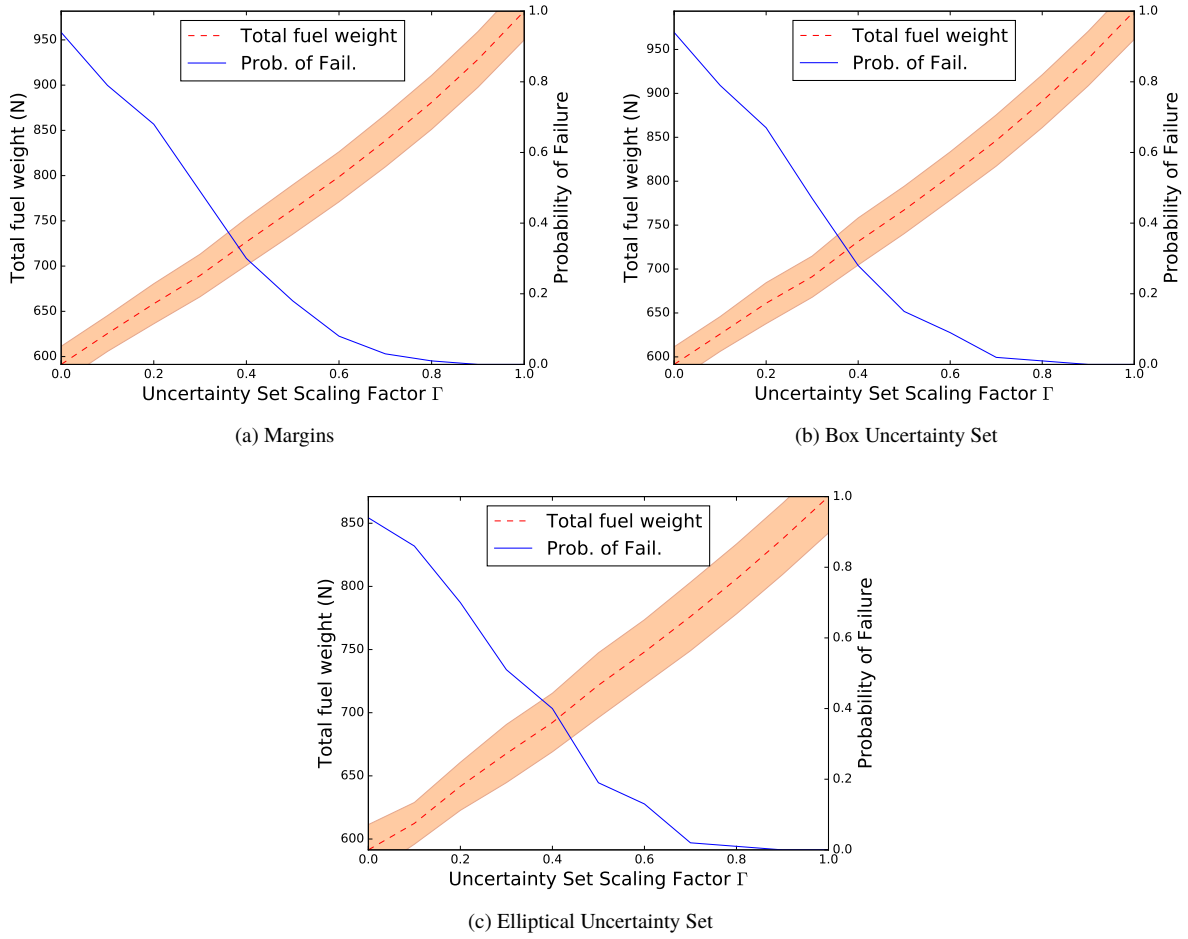 Total fuel weight
Prob. of Fail.
Total fuel weight (N)
950
900
850
800
750
700
650
600
1.0
0.8
0.6
0.4
0.2
0.0
Probability of Failure
0.0 0.2 0.4 0.6 0.8 1.0
Uncertainty Set Scaling Factor Γ
(a) Margins
Total fuel weight
Prob. of Fail.
Total fuel weight (N)
950
900
850
800
750
700
650
600
1.0
0.8
0.6
0.4
0.2
0.0
Probability of Failure
0.0 0.2 0.4 0.6 0.8 1.0
Uncertainty Set Scaling Factor Γ
(b) Box Uncertainty Set
Total fuel weight
Prob. of Fail.
Total fuel weight (N)
850
800
750
700
650
600
1.0
0.8
0.6
0.4
0.2
0.0
Probability of Failure
0.0 0.2 0.4 0.6 0.8 1.0
Uncertainty Set Scaling Factor Γ
(c) Elliptical Uncertainty Set